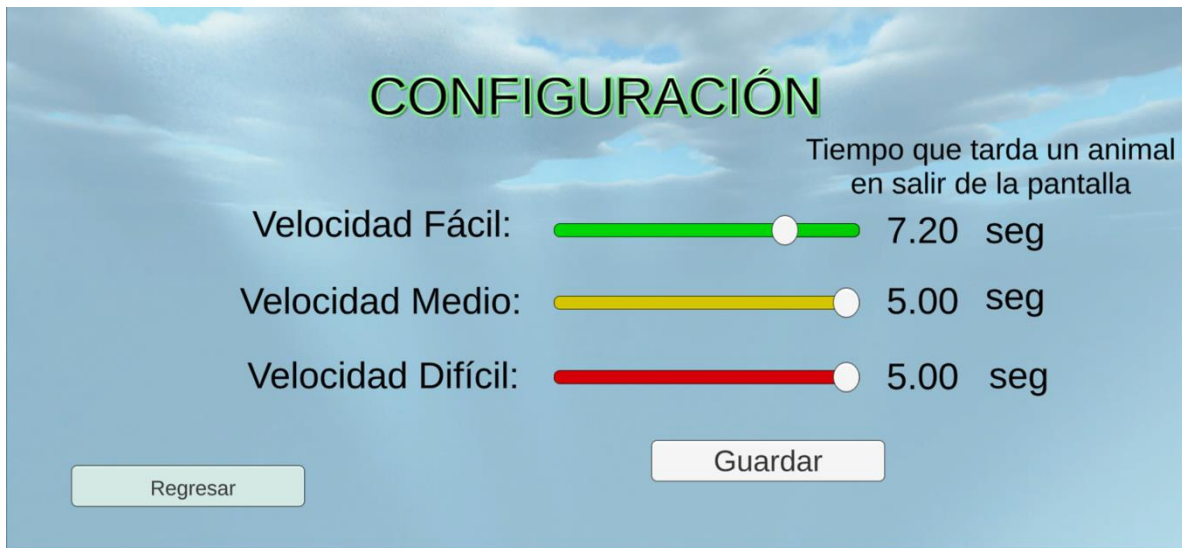 CONFIGURACIÓN
Tiempo que tarda un animal
en salir de la pantalla
Velocidad Fácil: 7.20 seg
Velocidad Medio: 5.00 seg
Velocidad Difícil: 5.00 seg
Guardar
Regresar